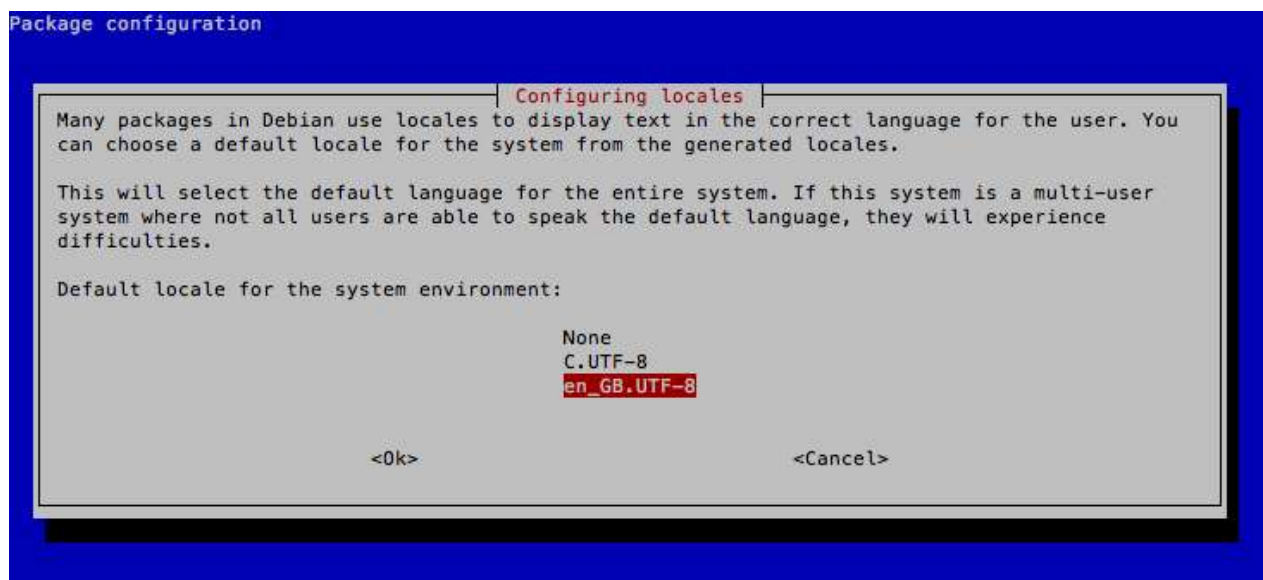 Package configuration
Configuring locales
Many packages in Debian use locales to display text in the correct language for the user. You
can choose a default locale for the system from the generated locales.
This will select the default language for the entire system. If this system is a multi-user
system where not all users are able to speak the default language, they will experience
difficulties.
Default locale for the system environment:
None
C.UTF-8
en_GB.UTF-8
<Ok> <Cancel>